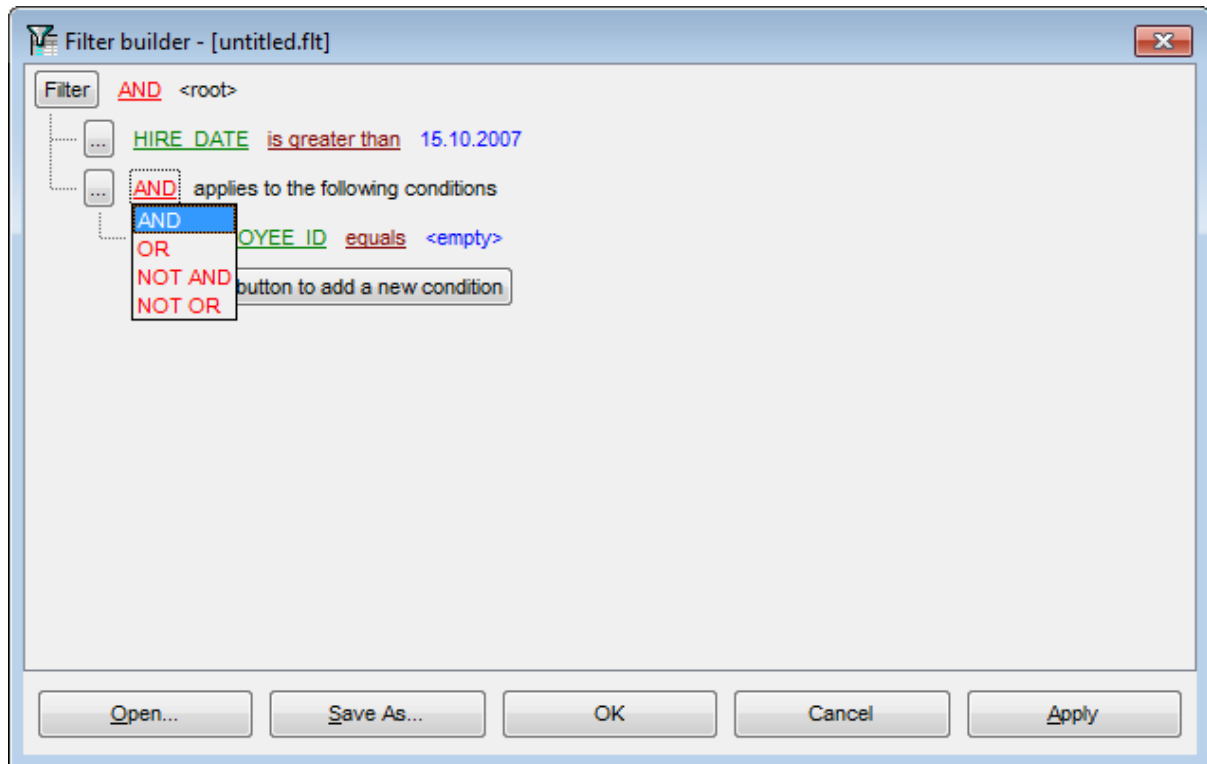 Filter builder - [untitled.flt]
Filter AND <root>
... HIRE_DATE is greater than 15.10.2007
... AND applies to the following conditions
AND
OR
NOT AND
NOT OR
OYEE_ID equals <empty>
button to add a new condition
Open... Save As... OK Cancel Apply